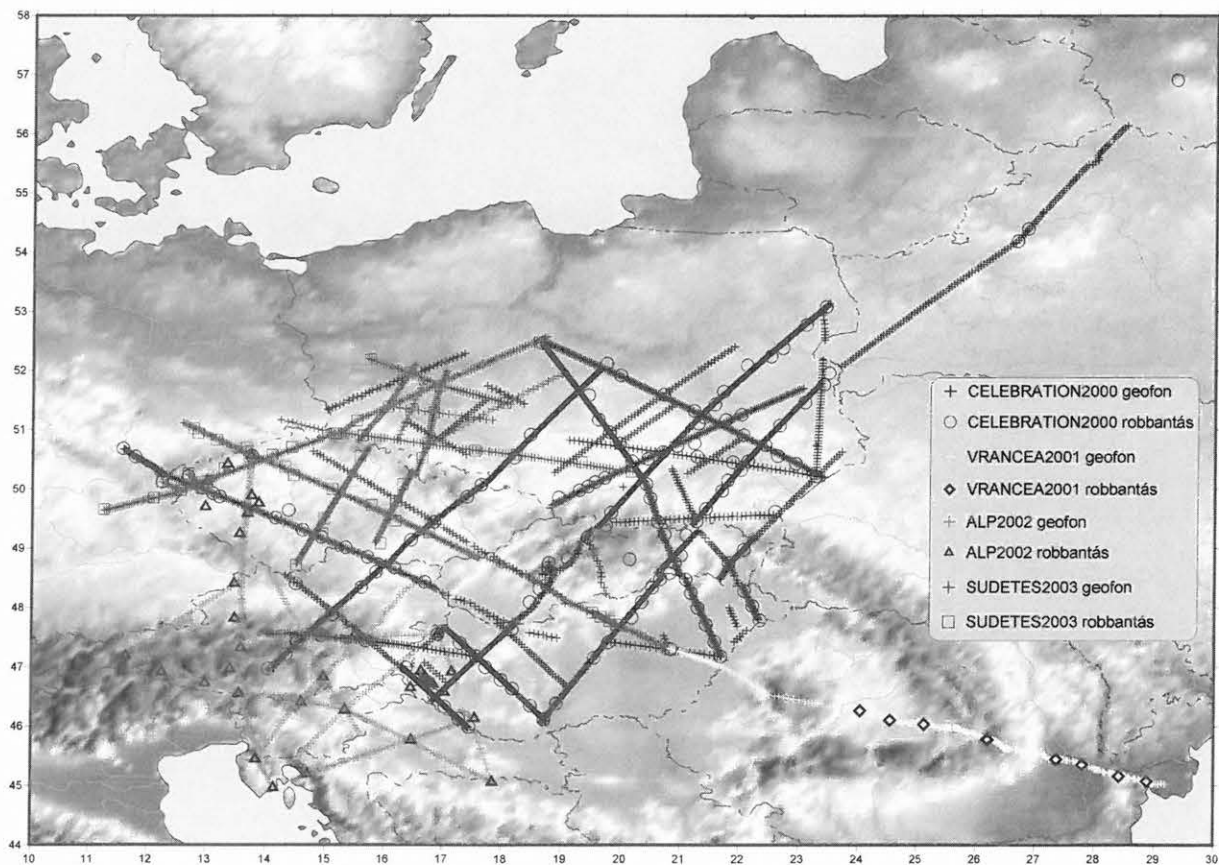 58
57
56
55
54
53
52
51
50
49
48
47
46
45
44
10 11 12 13 14 15 16 17 18 19 20 21 22 23 24 25 26 27 28 29 30
CELEBRATION2000 geofon
CELEBRATION2000 robbantás
VRANCEA2001 geofon
VRANCEA2001 robbantás
ALP2002 geofon
ALP2002 robbantás
SUDETES2003 geofon
SUDETES2003 robbantás